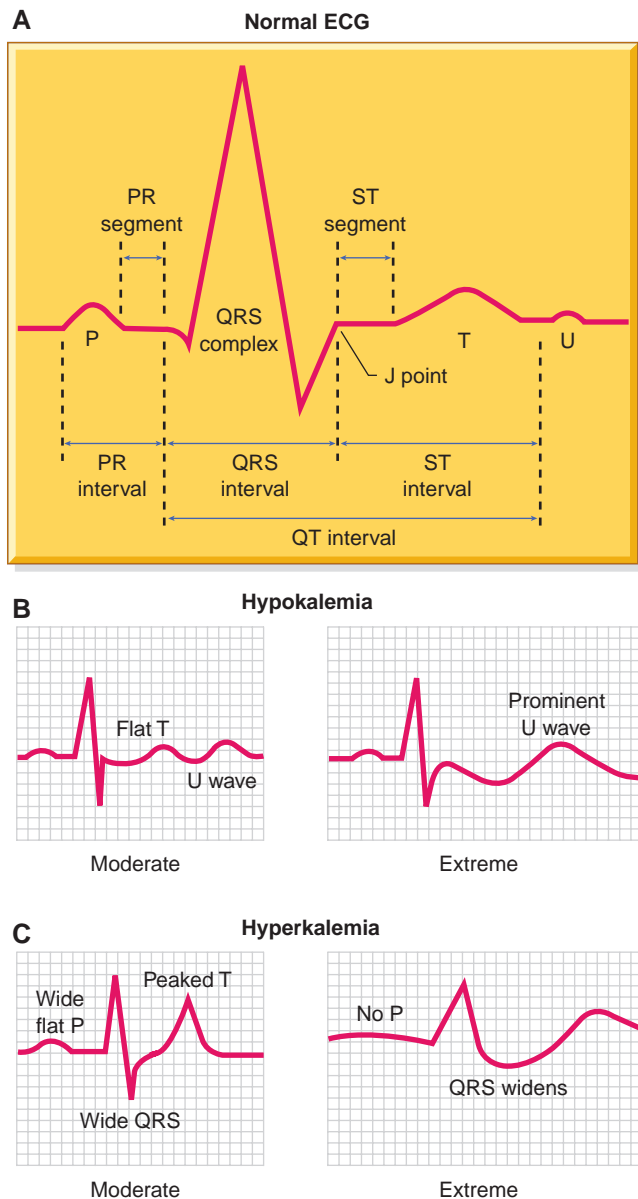 A
Normal ECG
PR
segment
ST
segment
P
QRS
complex
T
U
J point
PR
interval
QRS
interval
ST
interval
QT interval
B
Hypokalemia
Flat T
U wave
Moderate
Prominent
U wave
Extreme
C
Hyperkalemia
Wide
flat P
Peaked T
Wide QRS
Moderate
No P
QRS widens
Extreme